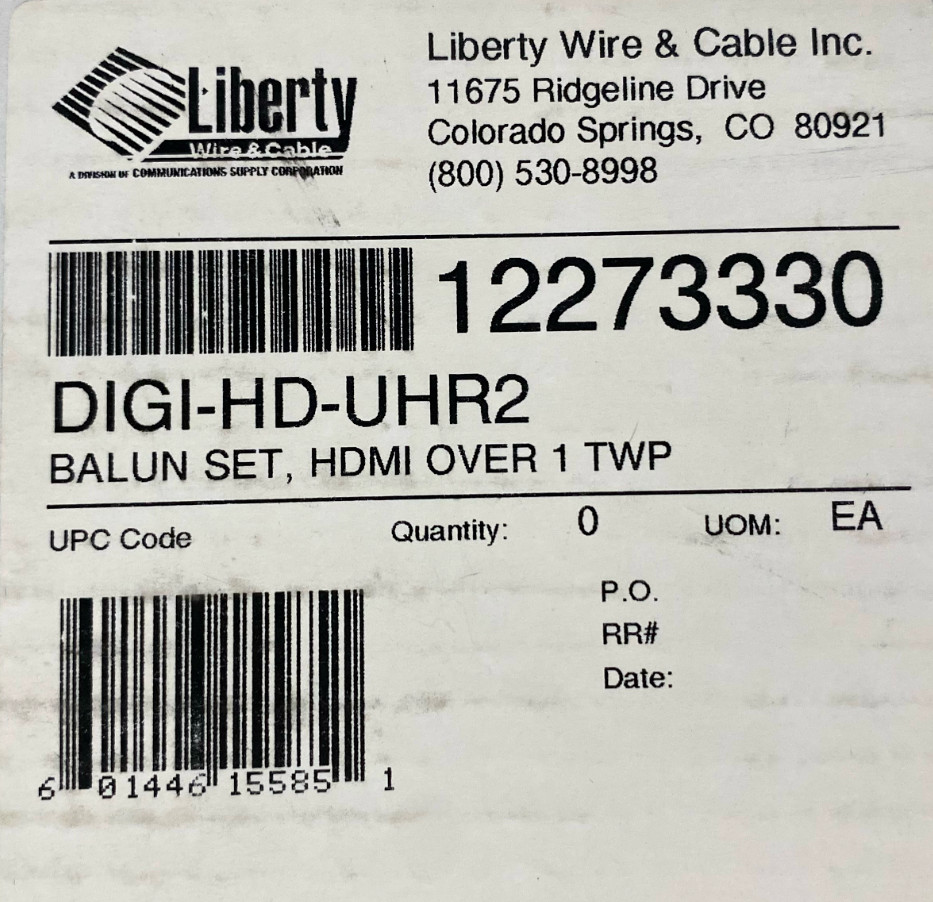 Liberty
Wire & Cable
A DIVISION OF COMMUNICATIONS SUPPLY CORPORATION
Liberty Wire & Cable Inc.
11675 Ridgeline Drive
Colorado Springs, CO 80921
(800) 530-8998
12273330
DIGI-HD-UHR2
BALUN SET, HDMI OVER 1 TWP
UPC Code Quantity: 0 UOM: EA
P.O.
RR#
Date:
6 01446 15585 1